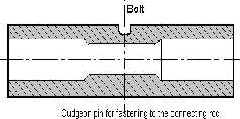 Bolt
Gudgeon pin for fastening to the connecting rod